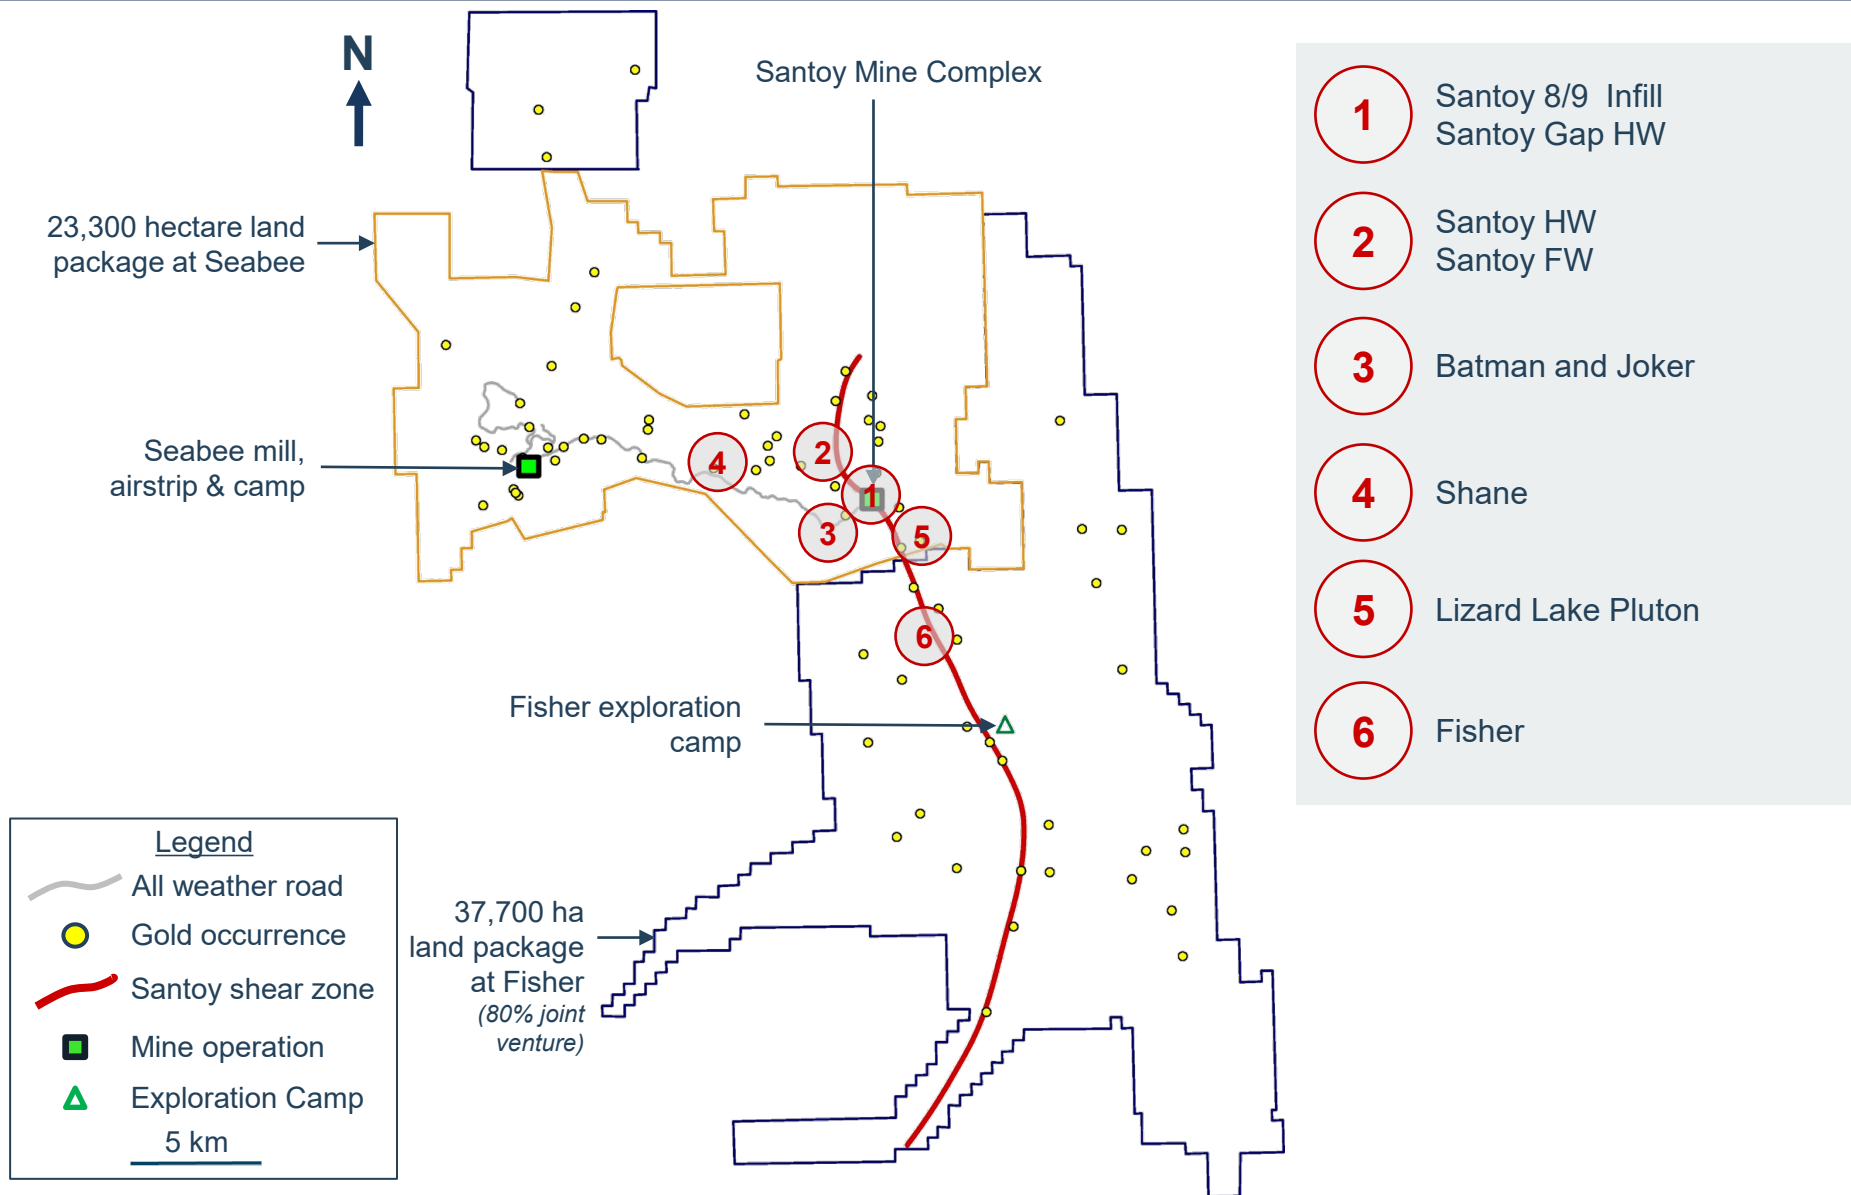 N
Santoy Mine Complex
23,300 hectare land
package at Seabee
Seabee mill,
airstrip & camp
4
2
1
3
5
6
Fisher exploration
camp
37,700 ha
land package
at Fisher
(80% joint
venture)
Legend
All weather road
Gold occurrence
Santoy shear zone
Mine operation
Exploration Camp
5 km
1
Santoy 8/9 Infill
Santoy Gap HW
2
Santoy HW
Santoy FW
3
Batman and Joker
4
Shane
5
Lizard Lake Pluton
6
Fisher